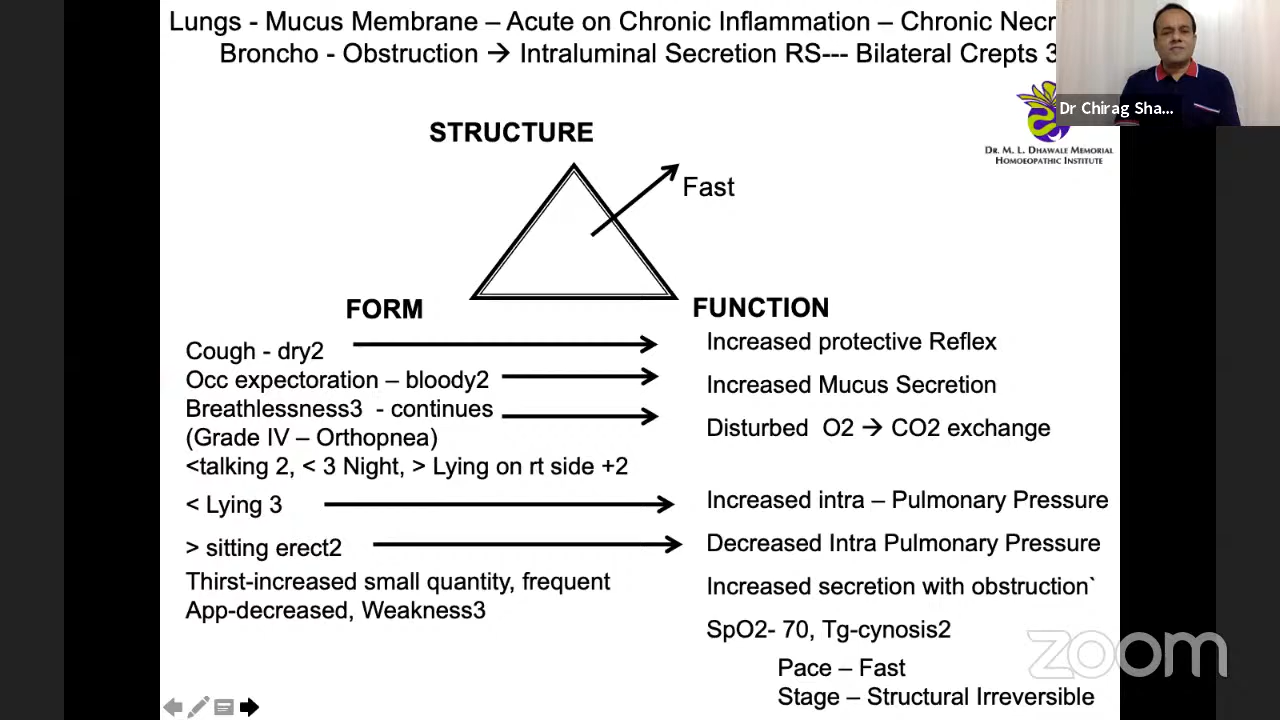 Lungs - Mucus Membrane – Acute on Chronic Inflammation – Chronic
Broncho - Obstruction → Intraluminal Secretion RS--- Bilateral Crepts
Dr Chirag Sha...
DR. M. L. DHAWALE MEMORIAL
HOMOEOPATHIC INSTITUTE
STRUCTURE
Fast
FORM
FUNCTION
Cough - dry2
Increased protective Reflex
Occ expectoration – bloody2
Increased Mucus Secretion
Breathlessness3 - continues
Disturbed O2 → CO2 exchange
(Grade IV – Orthopnea)
<talking 2, < 3 Night, > Lying on rt side +2
< Lying 3
Increased intra – Pulmonary Pressure
> sitting erect2
Decreased Intra Pulmonary Pressure
Thirst-increased small quantity, frequent
Increased secretion with obstruction`
App-decreased, Weakness3
SpO2- 70, Tg-cynosis2
Pace – Fast
Stage – Structural Irreversible
zoom